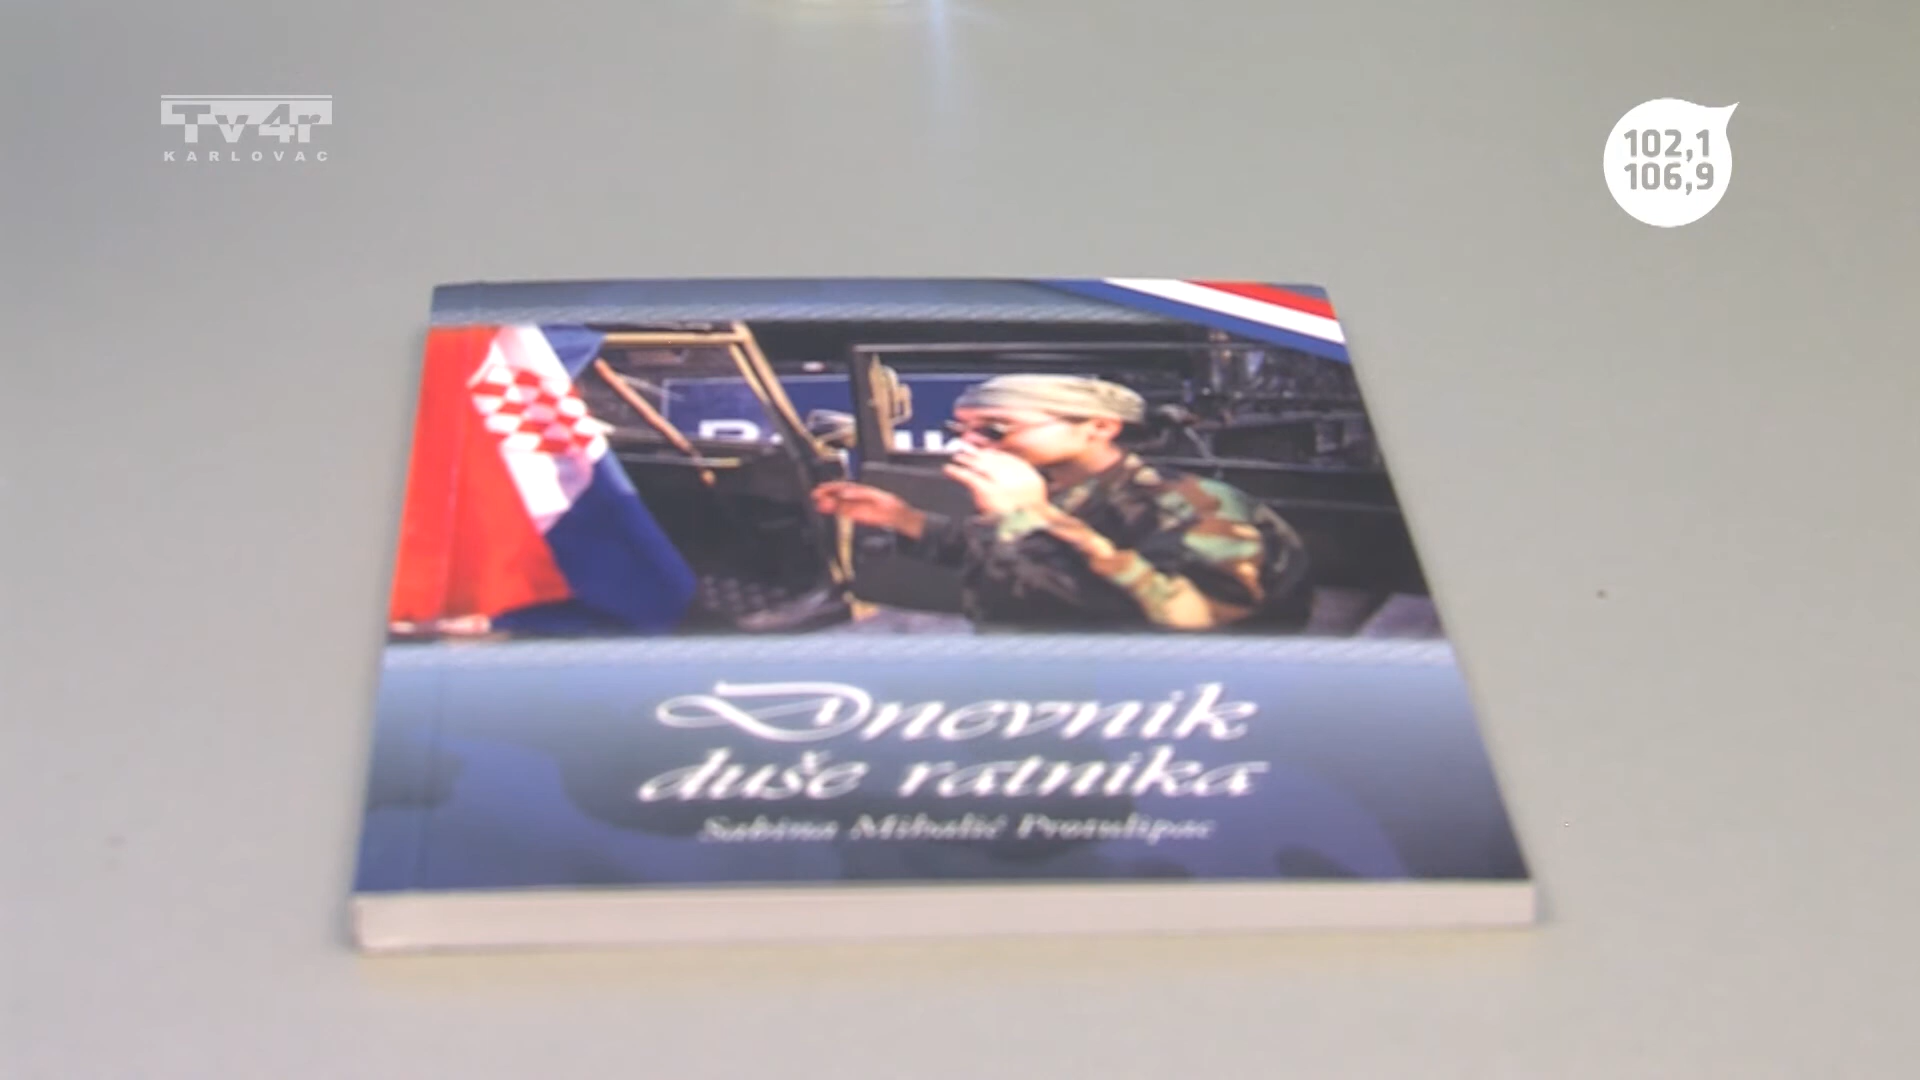 Tv4r
KARLOVAC
102,1
106,9
Dnevnik
duše ratnika
Sabina Mihalić Protulipac